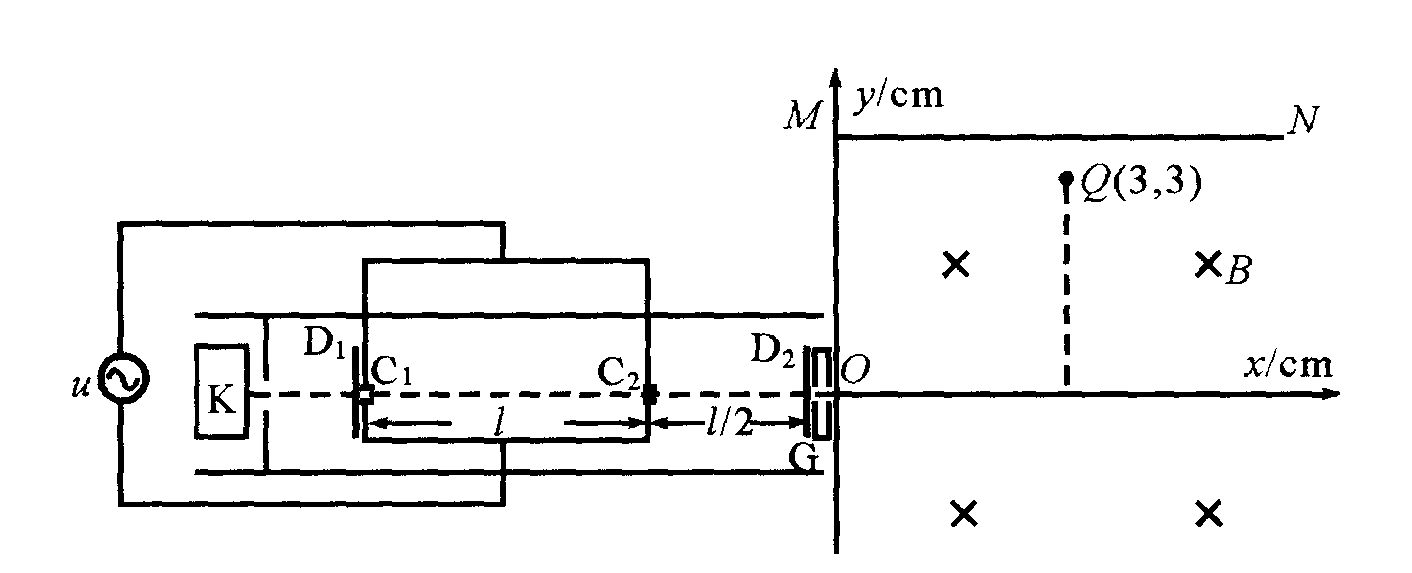 M
y/cm
N
Q(3,3)
B
D₁
C₁
C₂
D₂
O
x/cm
u
K
l
l/2
G